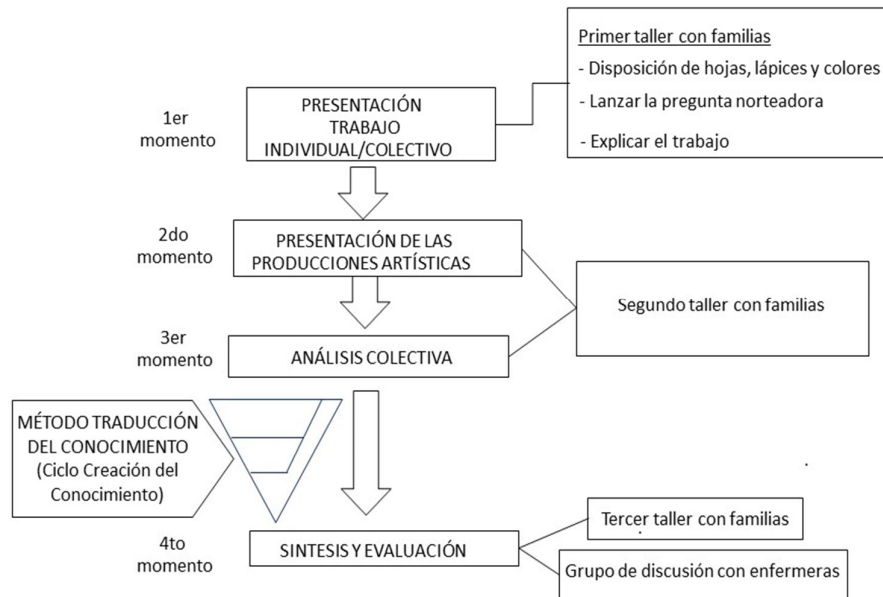 Primer taller con familias
- Disposición de hojas, lápices y colores
- Lanzar la pregunta norteadora
- Explicar el trabajo
1er
momento
PRESENTACIÓN
TRABAJO
INDIVIDUAL/COLECTIVO
2do
momento
PRESENTACIÓN DE LAS
PRODUCCIONES ARTÍSTICAS
Segundo taller con familias
3er
momento
ANÁLISIS COLECTIVA
MÉTODO TRADUCCIÓN
DEL CONOCIMIENTO
(Ciclo Creación del
Conocimiento)
4to
momento
SINTESIS Y EVALUACIÓN
Tercer taller con familias
Grupo de discusión con enfermeras